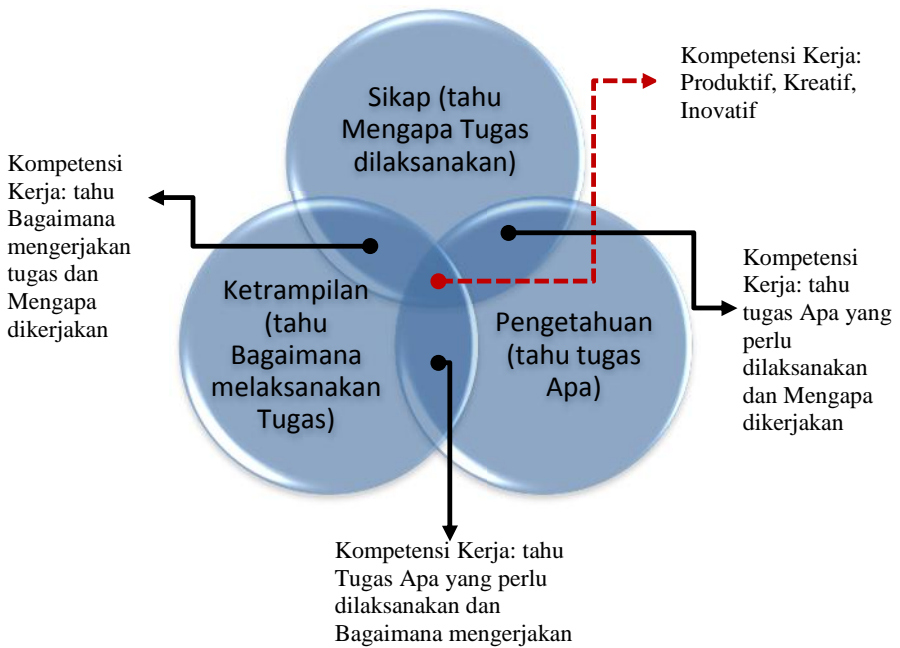 Sikap (tahu
Mengapa Tugas
dilaksanakan)
Kompetensi Kerja:
Produktif, Kreatif,
Inovatif
Kompetensi
Kerja: tahu
Bagaimana
mengerjakan
tugas dan
Mengapa
dikerjakan
Ketrampilan
(tahu
Bagaimana
melaksanakan
Tugas)
Pengetahuan
(tahu tugas
Apa)
Kompetensi
Kerja: tahu
tugas Apa yang
perlu
dilaksanakan
dan Mengapa
dikerjakan
Kompetensi Kerja: tahu
Tugas Apa yang perlu
dilaksanakan dan
Bagaimana mengerjakan